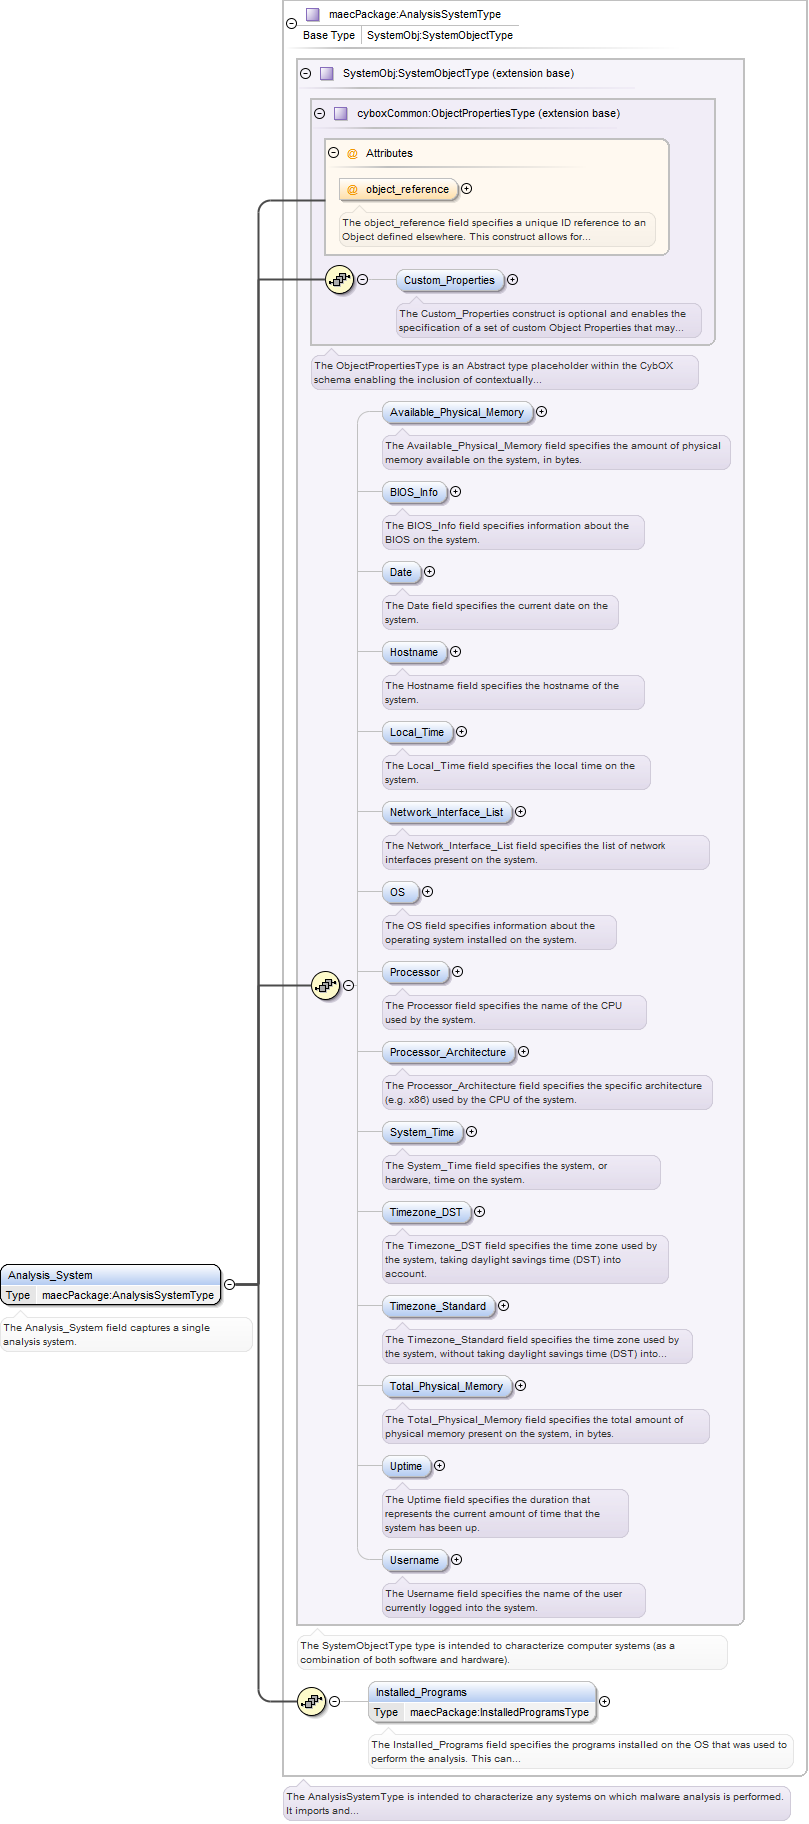 maecPackage:AnalysisSystemType
Base Type SystemObj:SystemObjectType
SystemObj:SystemObjectType (extension base)
cyboxCommon:ObjectPropertiesType (extension base)
@ Attributes
@ object_reference
The object_reference field specifies a unique ID reference to an
Object defined elsewhere. This construct allows for...
Custom_Properties
The Custom_Properties construct is optional and enables the
specification of a set of custom Object Properties that may...
The ObjectPropertiesType is an Abstract type placeholder within the CybOX
schema enabling the inclusion of contextually...
Available_Physical_Memory
The Available_Physical_Memory field specifies the amount of physical
memory available on the system, in bytes.
BIOS_Info
The BIOS_Info field specifies information about the
BIOS on the system.
Date
The Date field specifies the current date on the
system.
Hostname
The Hostname field specifies the hostname of the
system.
Local_Time
The Local_Time field specifies the local time on the
system.
Network_Interface_List
The Network_Interface_List field specifies the list of network
interfaces present on the system.
OS
The OS field specifies information about the
operating system installed on the system.
Processor
The Processor field specifies the name of the CPU
used by the system.
Processor_Architecture
The Processor_Architecture field specifies the specific architecture
(e.g. x86) used by the CPU of the system.
System_Time
The System_Time field specifies the system, or
hardware, time on the system.
Timezone_DST
The Timezone_DST field specifies the time zone used by
the system, taking daylight savings time (DST) into
account.
Analysis_System
Type maecPackage:AnalysisSystemType
The Analysis_System field captures a single
analysis system.
Timezone_Standard
The Timezone_Standard field specifies the time zone used by
the system, without taking daylight savings time (DST) into...
Total_Physical_Memory
The Total_Physical_Memory field specifies the total amount of
physical memory present on the system, in bytes.
Uptime
The Uptime field specifies the duration that
represents the current amount of time that the
system has been up.
Username
The Username field specifies the name of the user
currently logged into the system.
The SystemObjectType type is intended to characterize computer systems (as a
combination of both software and hardware).
Installed_Programs
Type maecPackage:InstalledProgramsType
The Installed_Programs field specifies the programs installed on the OS that was used to
perform the analysis. This can...
The AnalysisSystemType is intended to characterize any systems on which malware analysis is performed.
It imports and...